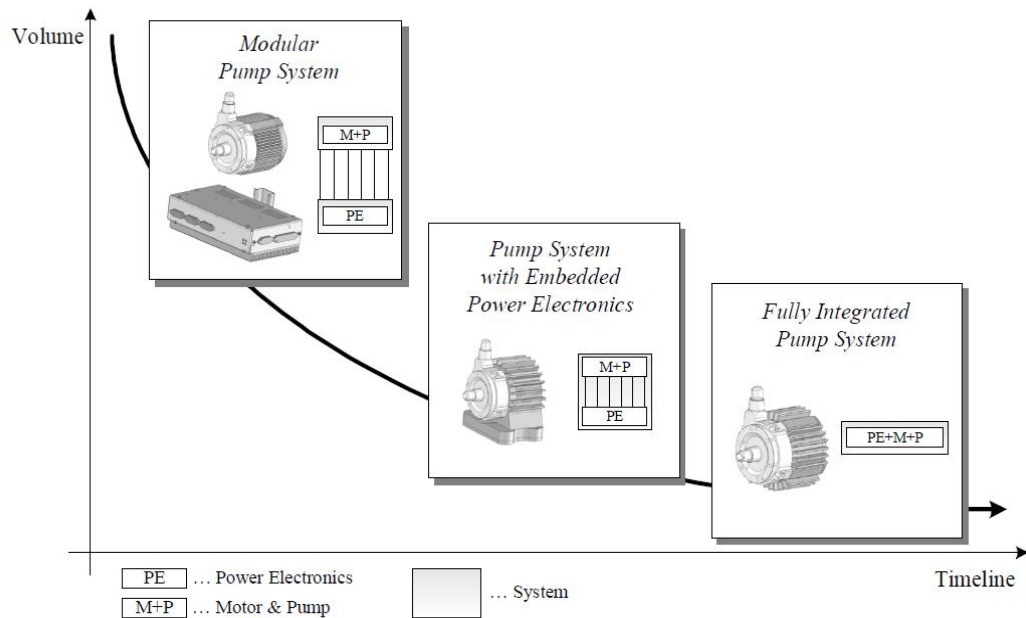 Volume
Modular
Pump System
M+P
PE
Pump System
with Embedded
Power Electronics
M+P
PE
Fully Integrated
Pump System
PE+M+P
Timeline
PE … Power Electronics
M+P … Motor & Pump
… System